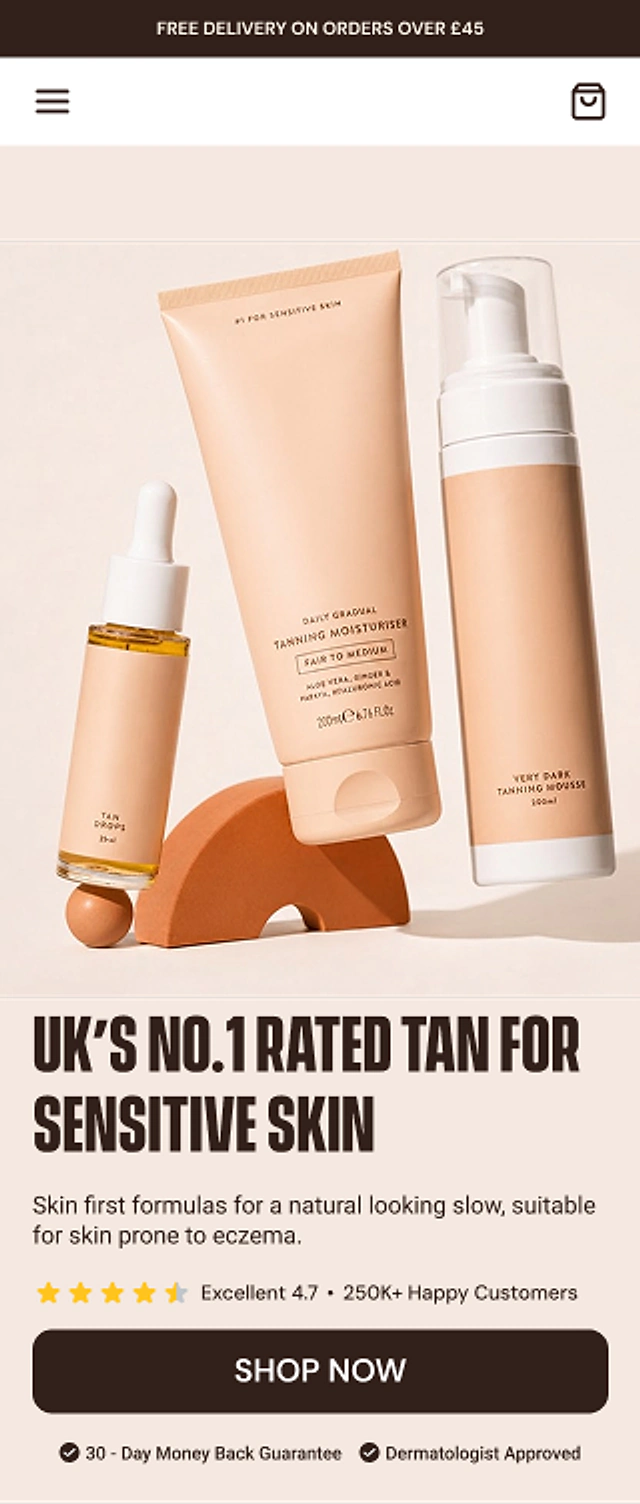 FREE DELIVERY ON ORDERS OVER £45
#1 FOR SENSITIVE SKIN
DAILY GRADUAL
TANNING MOISTURISER
FAIR TO MEDIUM
ALOE VERA, GINGER &
HYALURONIC ACID
200ml℮6.76 FL.Oz
TAN
DROPS
VERY DARK
TANNING MOUSSE
200ml
UK'S NO.1 RATED TAN FOR
SENSITIVE SKIN
Skin first formulas for a natural looking slow, suitable
for skin prone to eczema.
Excellent 4.7 • 250K+ Happy Customers
SHOP NOW
30 - Day Money Back Guarantee Dermatologist Approved